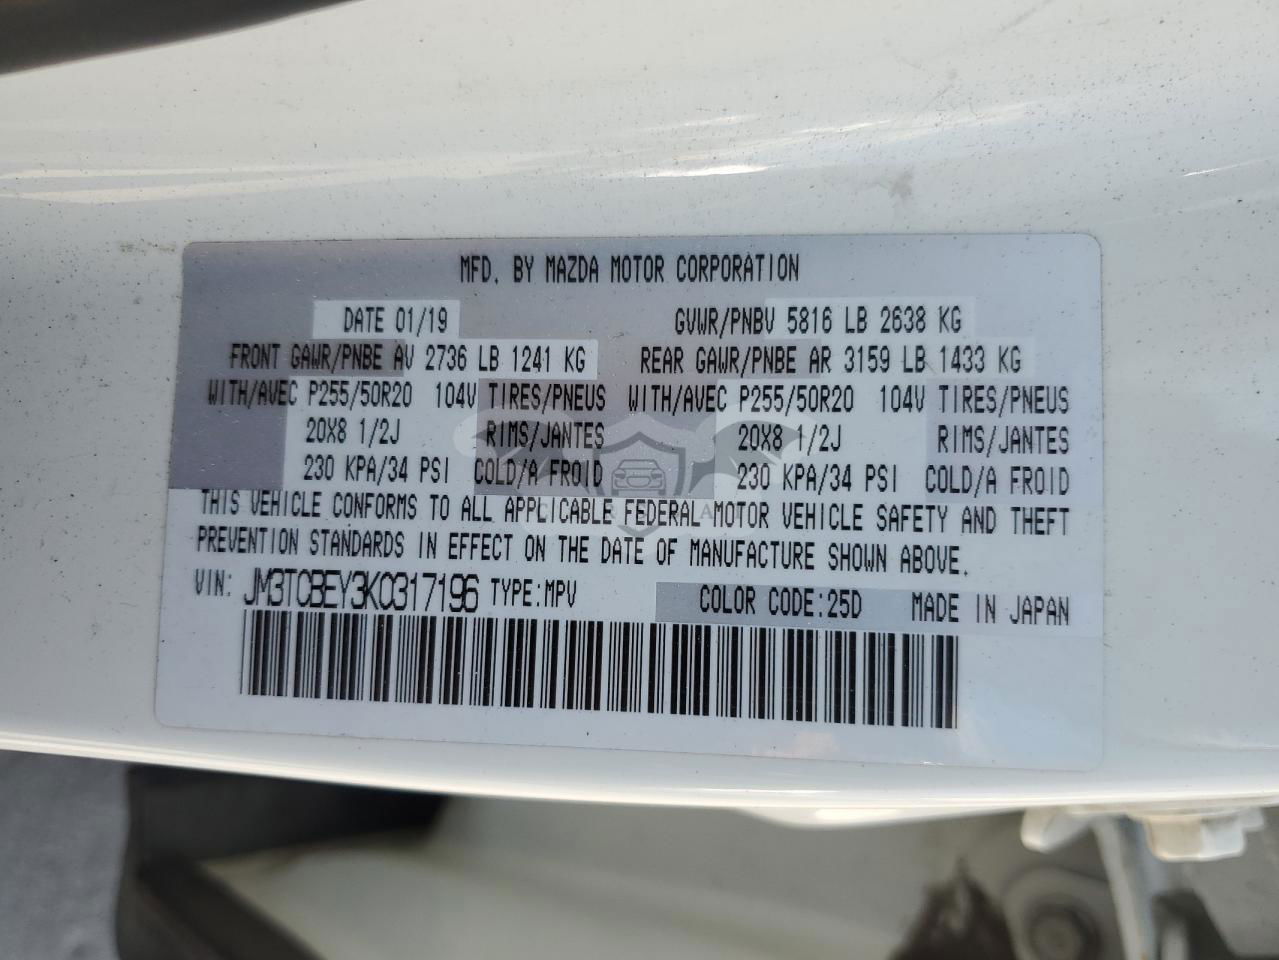 MFD. BY MAZDA MOTOR CORPORATION
DATE 01/19 GVWR/PNBV 5816 LB 2638 KG
FRONT GAWR/PNBE AV 2736 LB 1241 KG REAR GAWR/PNBE AR 3159 LB 1433 KG
WITH/AVEC P255/50R20 104V TIRES/PNEUS WITH/AVEC P255/50R20 104V TIRES/PNEUS
20X8 1/2J RIMS/JANTES 20X8 1/2J RIMS/JANTES
230 KPA/34 PSI COLD/A FROID 230 KPA/34 PSI COLD/A FROID
THIS VEHICLE CONFORMS TO ALL APPLICABLE FEDERAL MOTOR VEHICLE SAFETY AND THEFT
PREVENTION STANDARDS IN EFFECT ON THE DATE OF MANUFACTURE SHOWN ABOVE.
VIN: JM3TCBEY3K0317196 TYPE:MPV COLOR CODE:25D MADE IN JAPAN